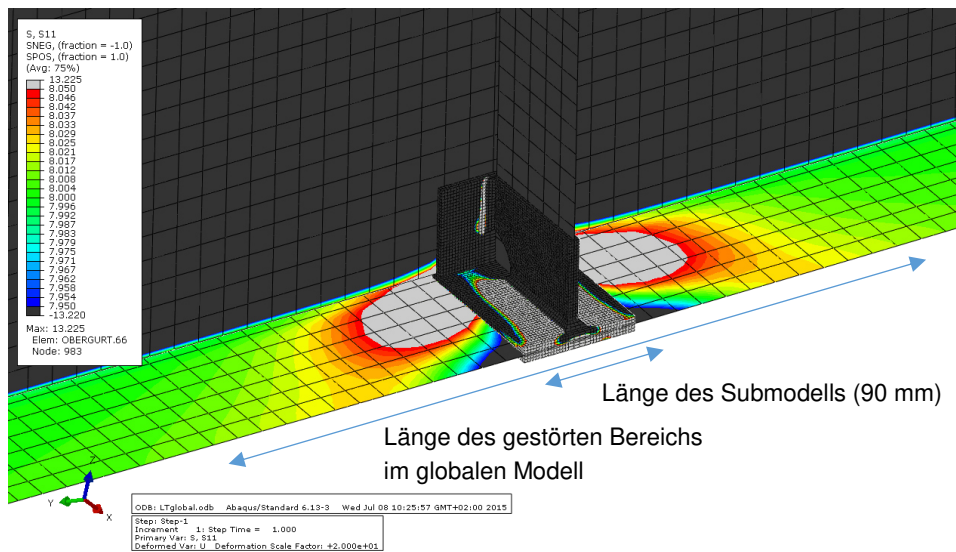 S, S11
SNEG, (fraction = -1.0)
SPOS, (fraction = 1.0)
(Avg: 75%)
13.225
8.050
8.046
8.042
8.037
8.033
8.029
8.025
8.021
8.017
8.012
8.008
8.004
8.000
7.996
7.992
7.987
7.983
7.979
7.975
7.971
7.967
7.962
7.958
7.954
7.950
-13.220
Max: 13.225
Elem: OBERGURT.66
Node: 983
Länge des Submodells (90 mm)
Länge des gestörten Bereichs
im globalen Modell
Z
Y
X
ODB: LTglobal.odb Abaqus/Standard 6.13-3 Wed Jul 08 10:25:57 GMT+02:00 2015
Step: Step-1
Increment 1: Step Time = 1.000
Primary Var: S, S11
Deformed Var: U Deformation Scale Factor: +2.000e+01